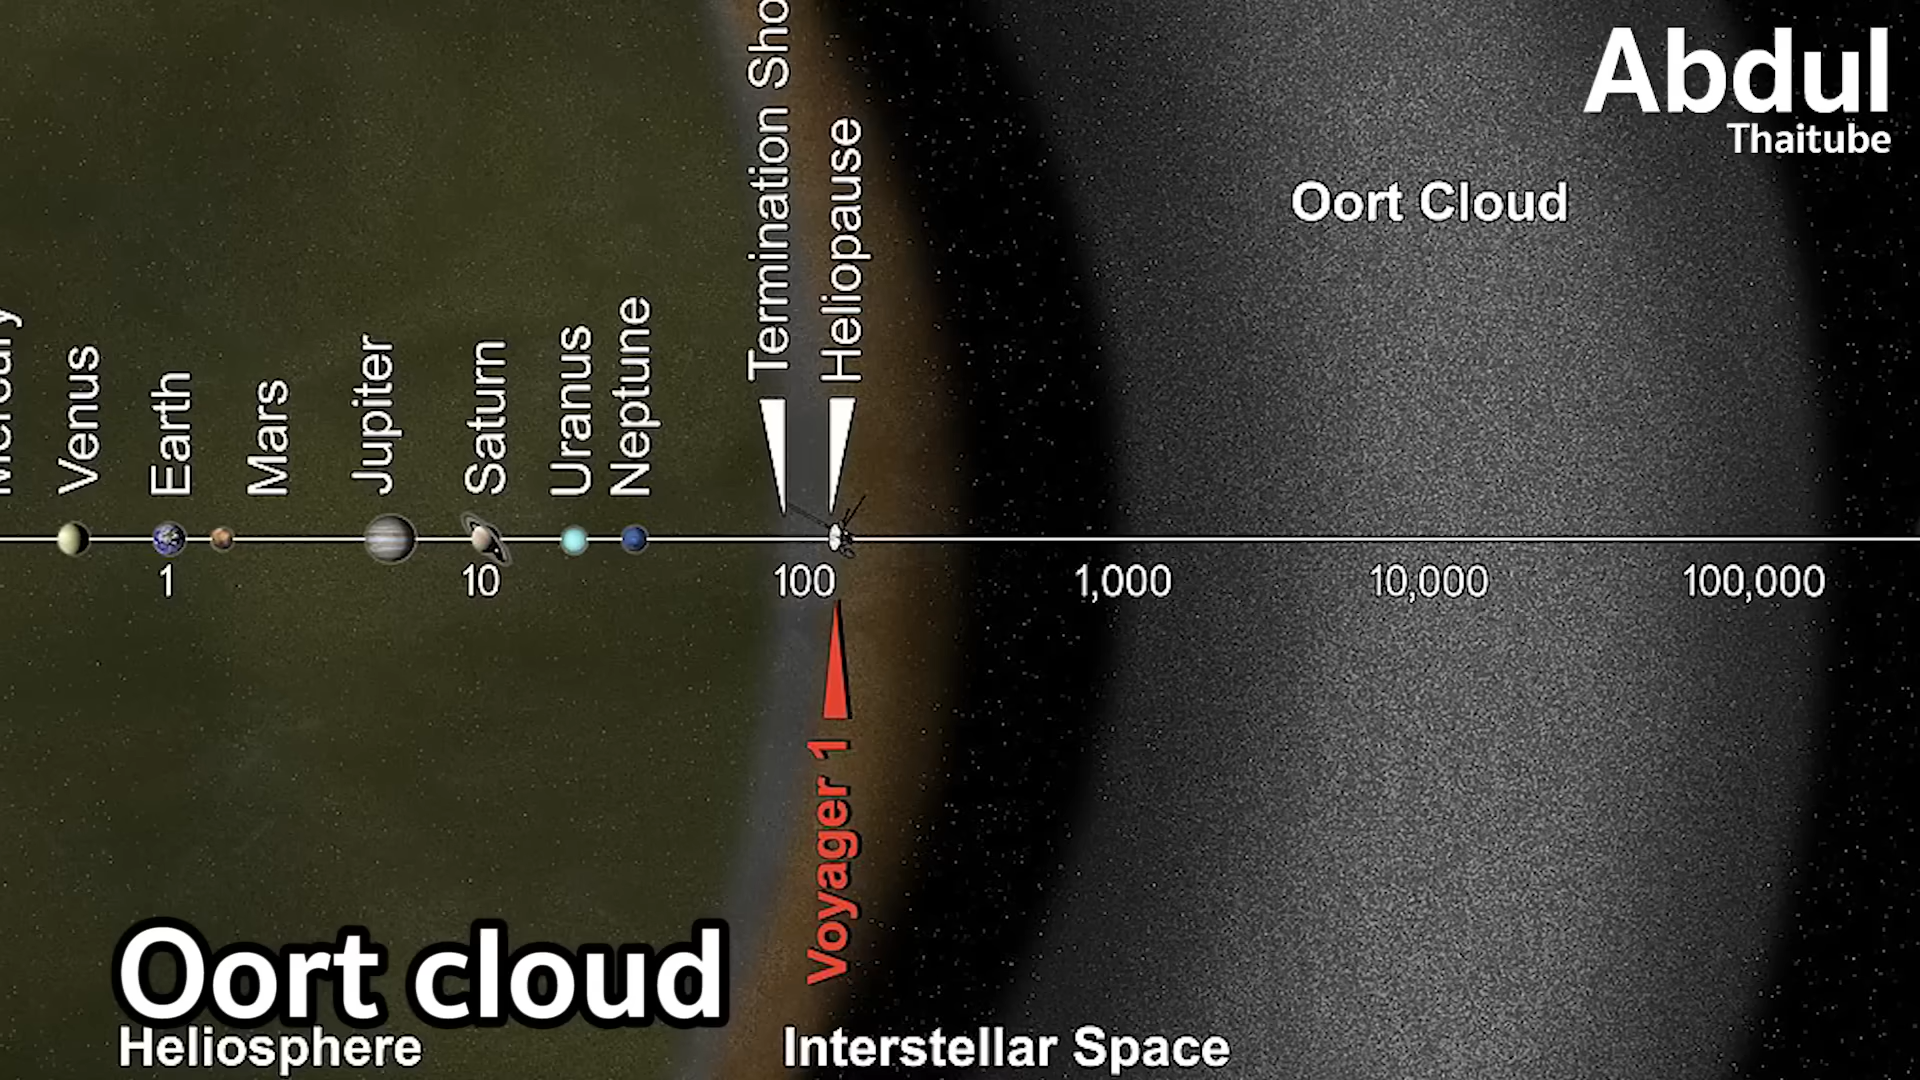 Abdul
Thaitube
Oort Cloud
Mercury
Venus
Earth
Mars
Jupiter
Saturn
Uranus
Neptune
Termination Sho
Heliopause
1
10
100
1,000
10,000
100,000
Voyager 1
Oort cloud
Heliosphere
Interstellar Space